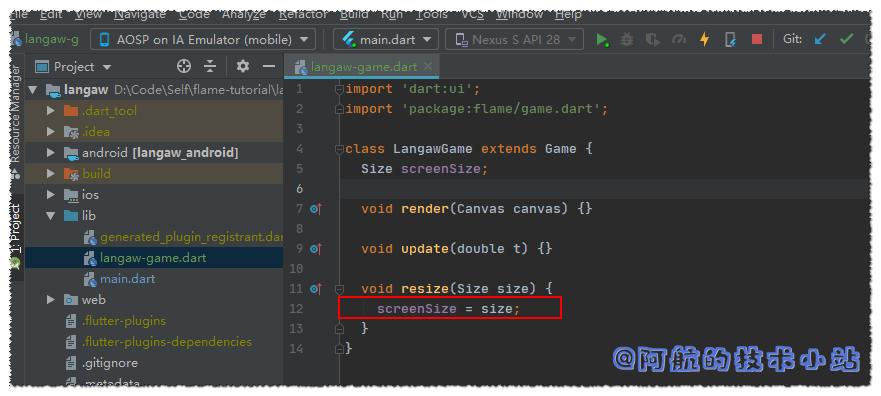 File Edit View Navigate Code Analyze Refactor Build Run Tools VCS Window Help
langaw-g AOSP on IA Emulator (mobile) main.dart Nexus S API 28 Git:
Project
langaw-game.dart
Resource Manager
1: Project
langaw D:\Code\Self\flame-tutorial\la
.dart_tool
.idea
android [langaw_android]
build
ios
lib
generated_plugin_registrant.dar
langaw-game.dart
main.dart
web
.flutter-plugins
.flutter-plugins-dependencies
.gitignore
.metadata
1 import 'dart:ui';
2 import 'package:flame/game.dart';
3
4 class LangawGame extends Game {
5 Size screenSize;
6
7 void render(Canvas canvas) {}
8
9 void update(double t) {}
10
11 void resize(Size size) {
12 screenSize = size;
13 }
14 }
@阿航的技术小站